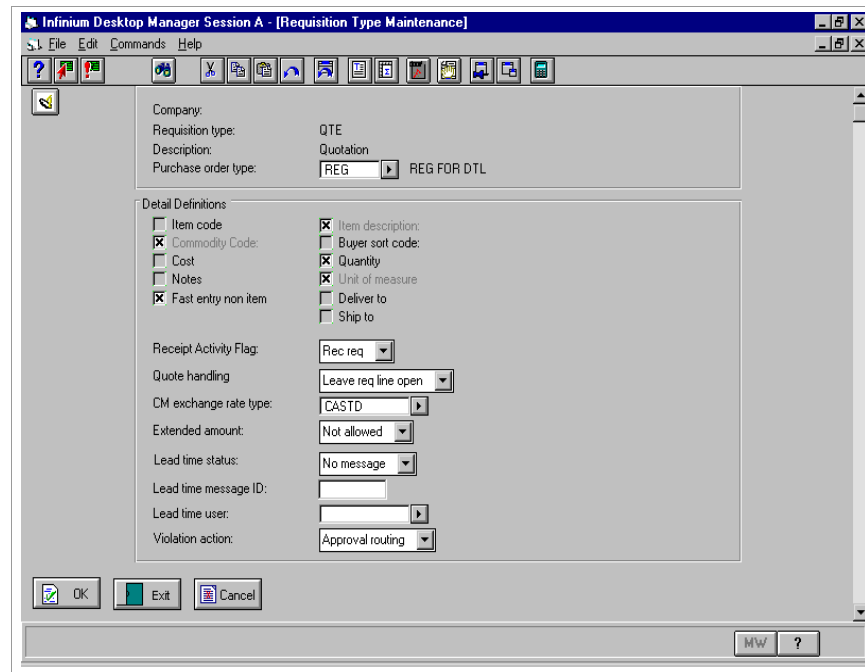 Infinium Desktop Manager Session A - [Requisition Type Maintenance]
File Edit Commands Help
Company:
Requisition type: QTE
Description: Quotation
Purchase order type: REG REG FOR DTL
Detail Definitions
Item code Item description:
Commodity Code: Buyer sort code:
Cost Quantity
Notes Unit of measure
Fast entry non item Deliver to
Ship to
Receipt Activity Flag: Rec req
Quote handling Leave req line open
CM exchange rate type: CASTD
Extended amount: Not allowed
Lead time status: No message
Lead time message ID:
Lead time user:
Violation action: Approval routing
OK Exit Cancel
MW ?